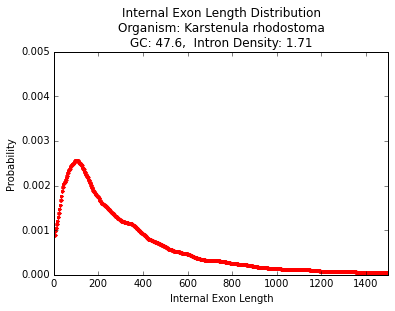 Internal Exon Length Distribution
Organism: Karstenula rhodostoma
GC: 47.6,  Intron Density: 1.71
0.005
0.004
0.003
0.002
0.001
0.000
Probability
0 200 400 600 800 1000 1200 1400
Internal Exon Length